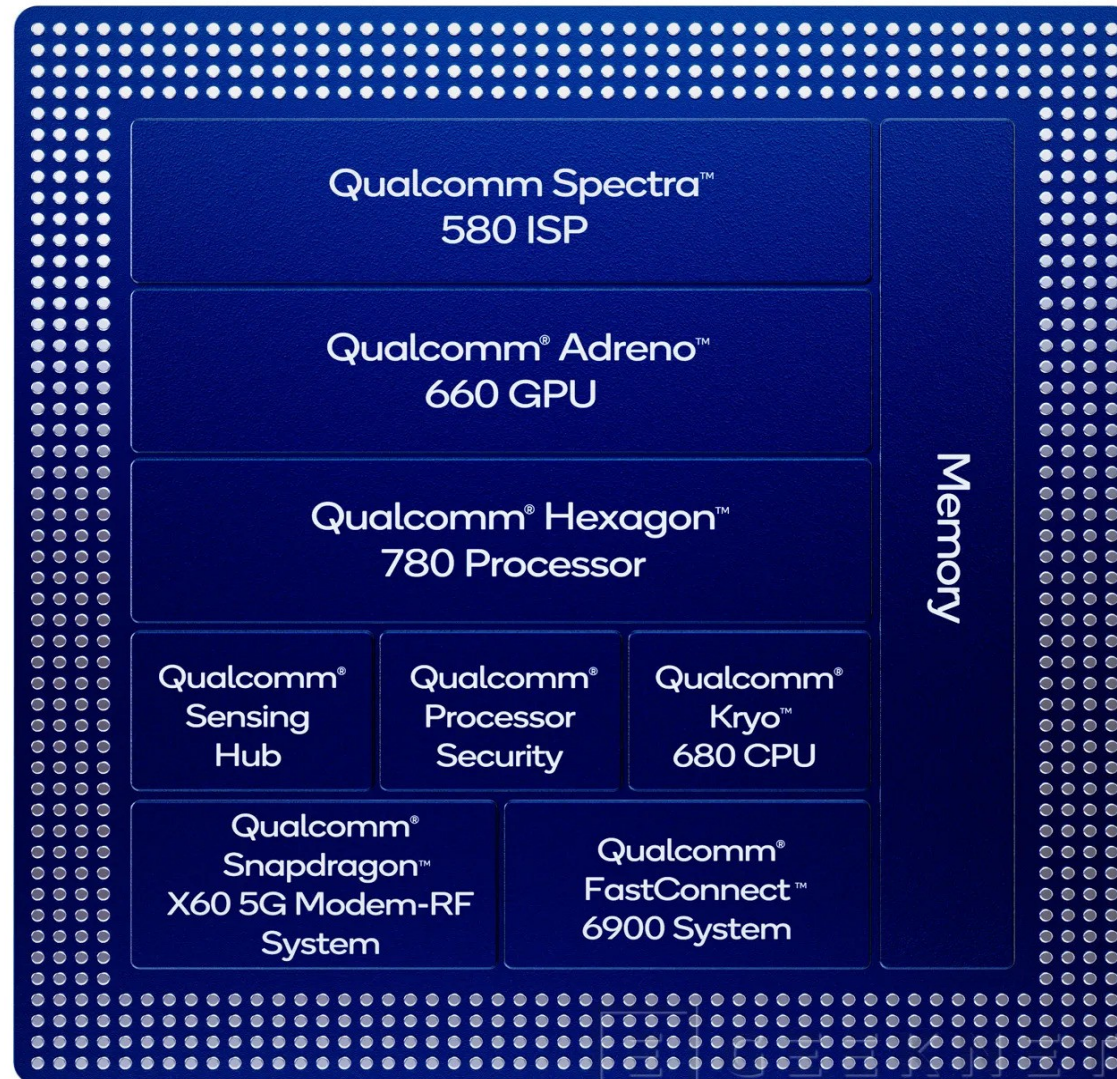 Qualcomm Spectra™
580 ISP
Qualcomm® Adreno™
660 GPU
Qualcomm® Hexagon™
780 Processor
Qualcomm®
Sensing
Hub
Qualcomm®
Processor
Security
Qualcomm®
Kryo™
680 CPU
Qualcomm®
Snapdragon™
X60 5G Modem-RF
System
Qualcomm®
FastConnect™
6900 System
Memory